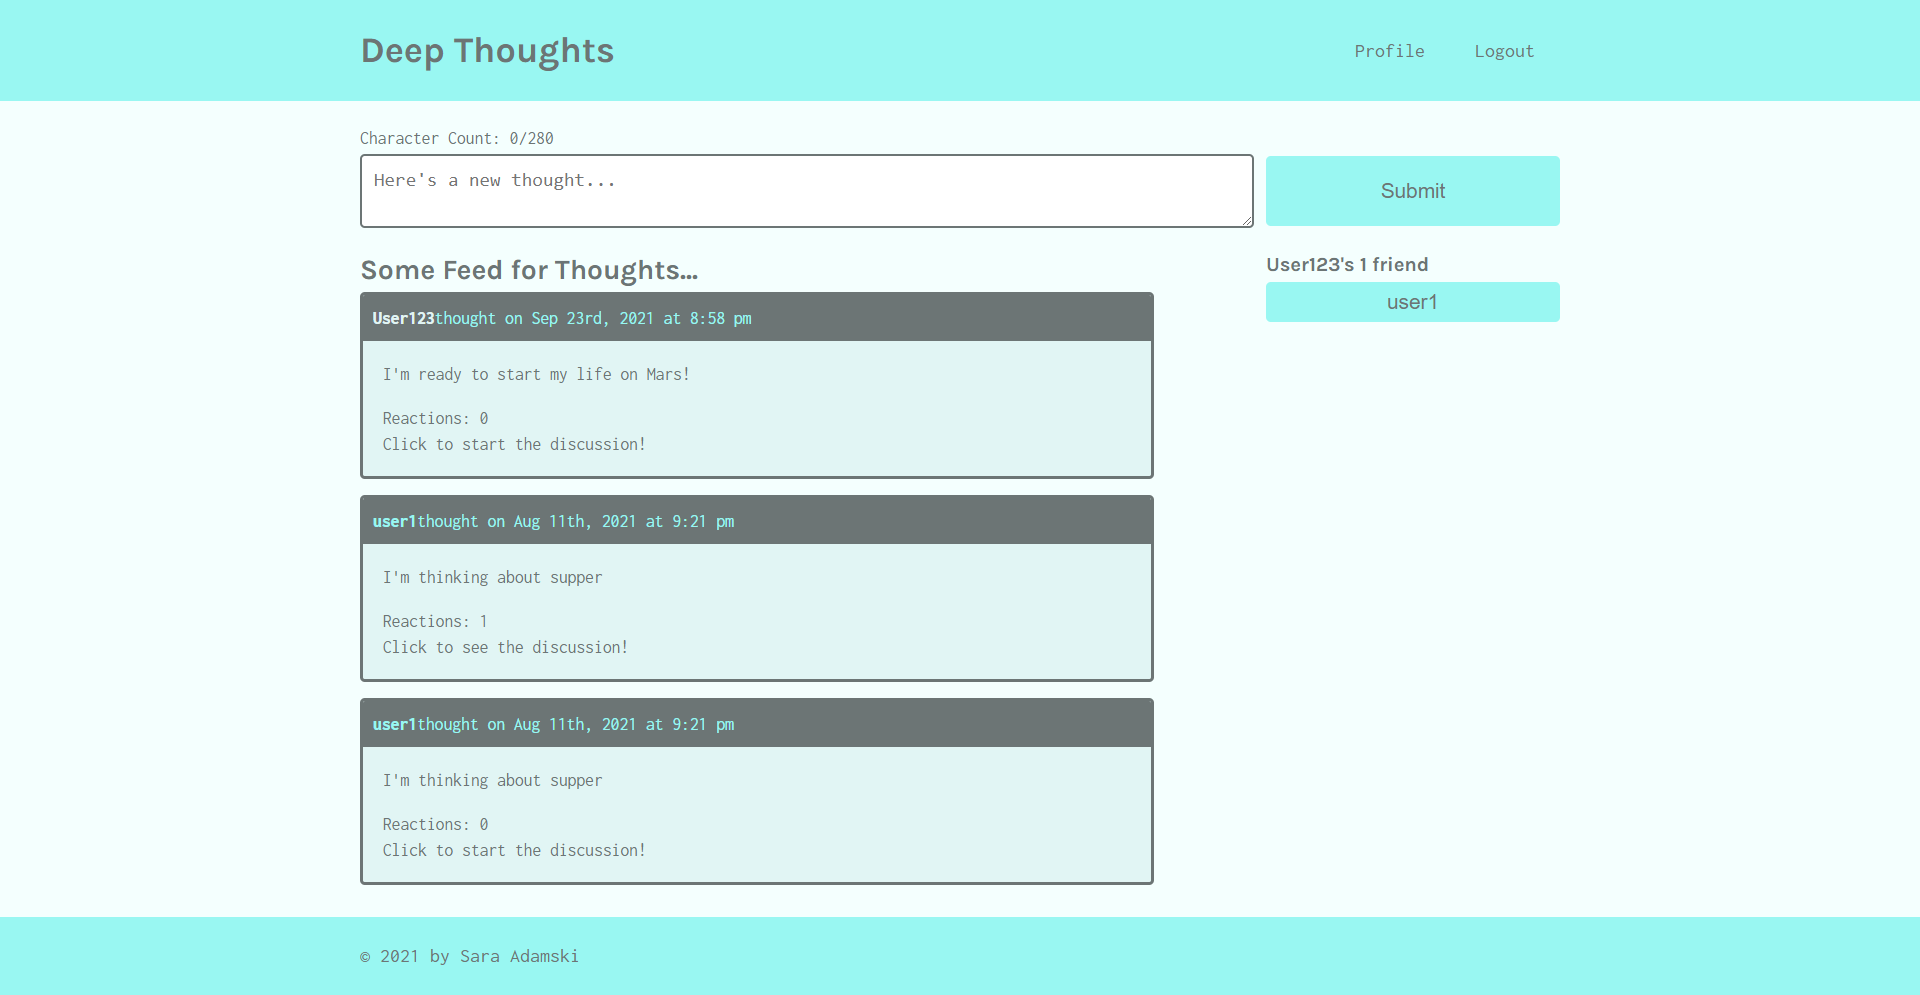 Deep Thoughts
Profile Logout
Character Count: 0/280
Here's a new thought...
Submit
Some Feed for Thoughts...
User123thought on Sep 23rd, 2021 at 8:58 pm
I'm ready to start my life on Mars!
Reactions: 0
Click to start the discussion!
user1thought on Aug 11th, 2021 at 9:21 pm
I'm thinking about supper
Reactions: 1
Click to see the discussion!
user1thought on Aug 11th, 2021 at 9:21 pm
I'm thinking about supper
Reactions: 0
Click to start the discussion!
User123's 1 friend
user1
© 2021 by Sara Adamski